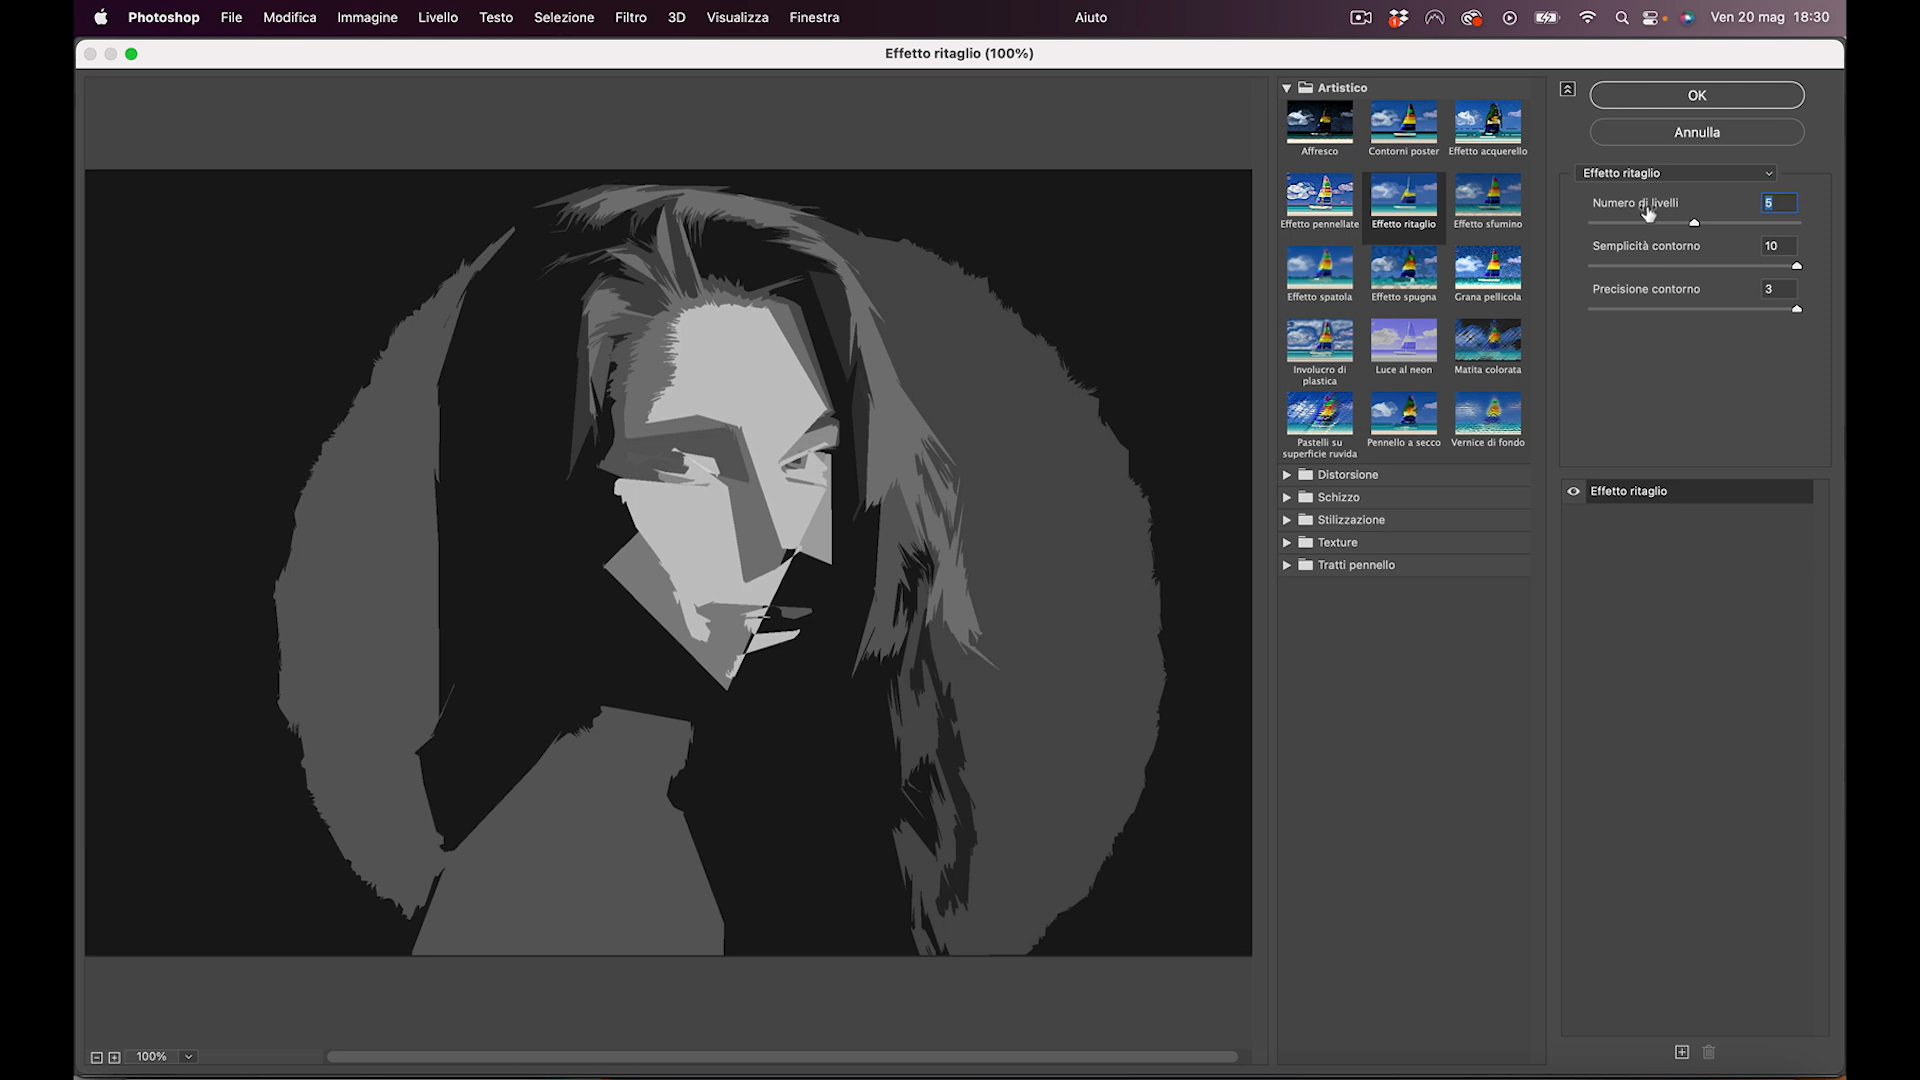 Photoshop File Modifica Immagine Livello Testo Selezione Filtro 3D Visualizza Finestra Aiuto 1 Ven 20 mag 18:30
Effetto ritaglio (100%)
Artistico
Affresco Contorni poster Effetto acquerello
Effetto pennellate Effetto ritaglio Effetto sfumino
Effetto spatola Effetto spugna Grana pellicola
Involucro di plastica Luce al neon Matita colorata
Pastelli su superficie ruvida Pennello a secco Vernice di fondo
Distorsione
Schizzo
Stilizzazione
Texture
Tratti pennello
OK
Annulla
Effetto ritaglio
Numero di livelli 5
Semplicità contorno 10
Precisione contorno 3
Effetto ritaglio
100%